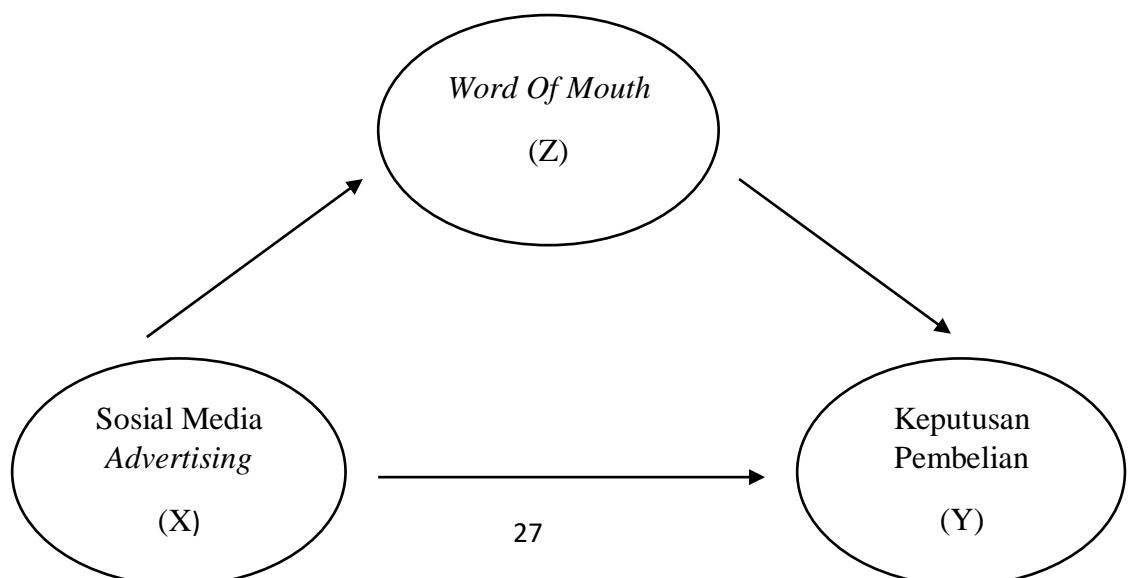 Word Of Mouth
(Z)
Sosial Media
Advertising
(X)
Keputusan
Pembelian
(Y)
27